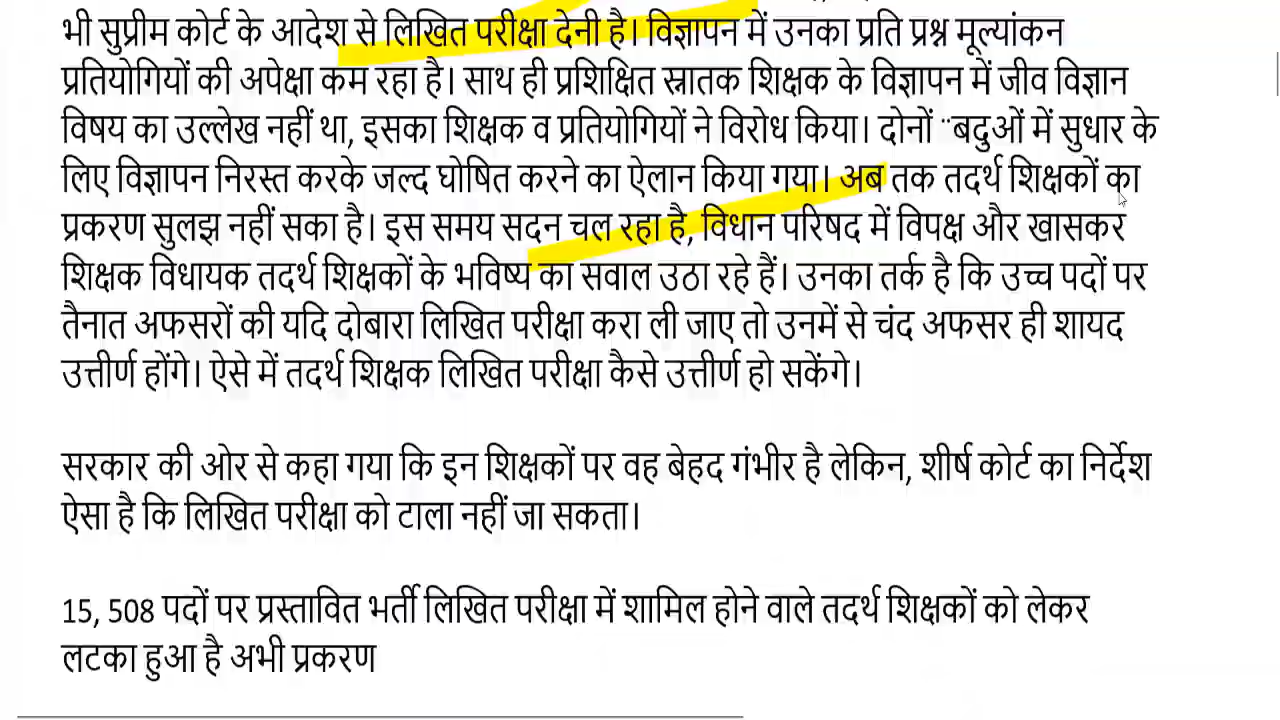 भी सुप्रीम कोर्ट के आदेश से लिखित परीक्षा देनी है। विज्ञापन में उनका प्रति प्रश्न मूल्यांकन
प्रतियोगियों की अपेक्षा कम रहा है। साथ ही प्रशिक्षित स्नातक शिक्षक के विज्ञापन में जीव विज्ञान
विषय का उल्लेख नहीं था, इसका शिक्षक व प्रतियोगियों ने विरोध किया। दोनों ¨बदुओं में सुधार के
लिए विज्ञापन निरस्त करके जल्द घोषित करने का ऐलान किया गया। अब तक तदर्थ शिक्षकों का
प्रकरण सुलझ नहीं सका है। इस समय सदन चल रहा है, विधान परिषद में विपक्ष और खासकर
शिक्षक विधायक तदर्थ शिक्षकों के भविष्य का सवाल उठा रहे हैं। उनका तर्क है कि उच्च पदों पर
तैनात अफसरों की यदि दोबारा लिखित परीक्षा करा ली जाए तो उनमें से चंद अफसर ही शायद
उत्तीर्ण होंगे। ऐसे में तदर्थ शिक्षक लिखित परीक्षा कैसे उत्तीर्ण हो सकेंगे।
सरकार की ओर से कहा गया कि इन शिक्षकों पर वह बेहद गंभीर है लेकिन, शीर्ष कोर्ट का निर्देश
ऐसा है कि लिखित परीक्षा को टाला नहीं जा सकता।
15, 508 पदों पर प्रस्तावित भर्ती लिखित परीक्षा में शामिल होने वाले तदर्थ शिक्षकों को लेकर
लटका हुआ है अभी प्रकरण